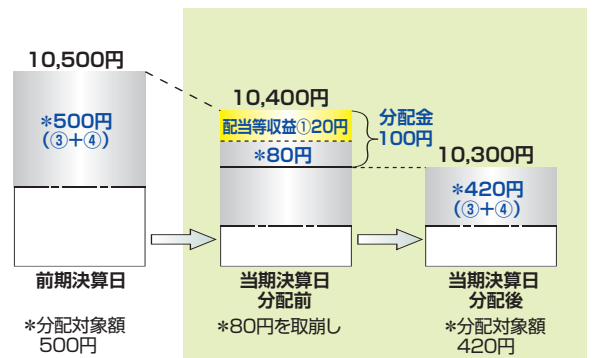 10,500円
*500円
(③+④)
前期決算日
*分配対象額
500円
10,400円
配当等収益①20円
*80円
分配金
100円
当期決算日
分配前
*80円を取崩し
10,300円
*420円
(③+④)
当期決算日
分配後
*分配対象額
420円